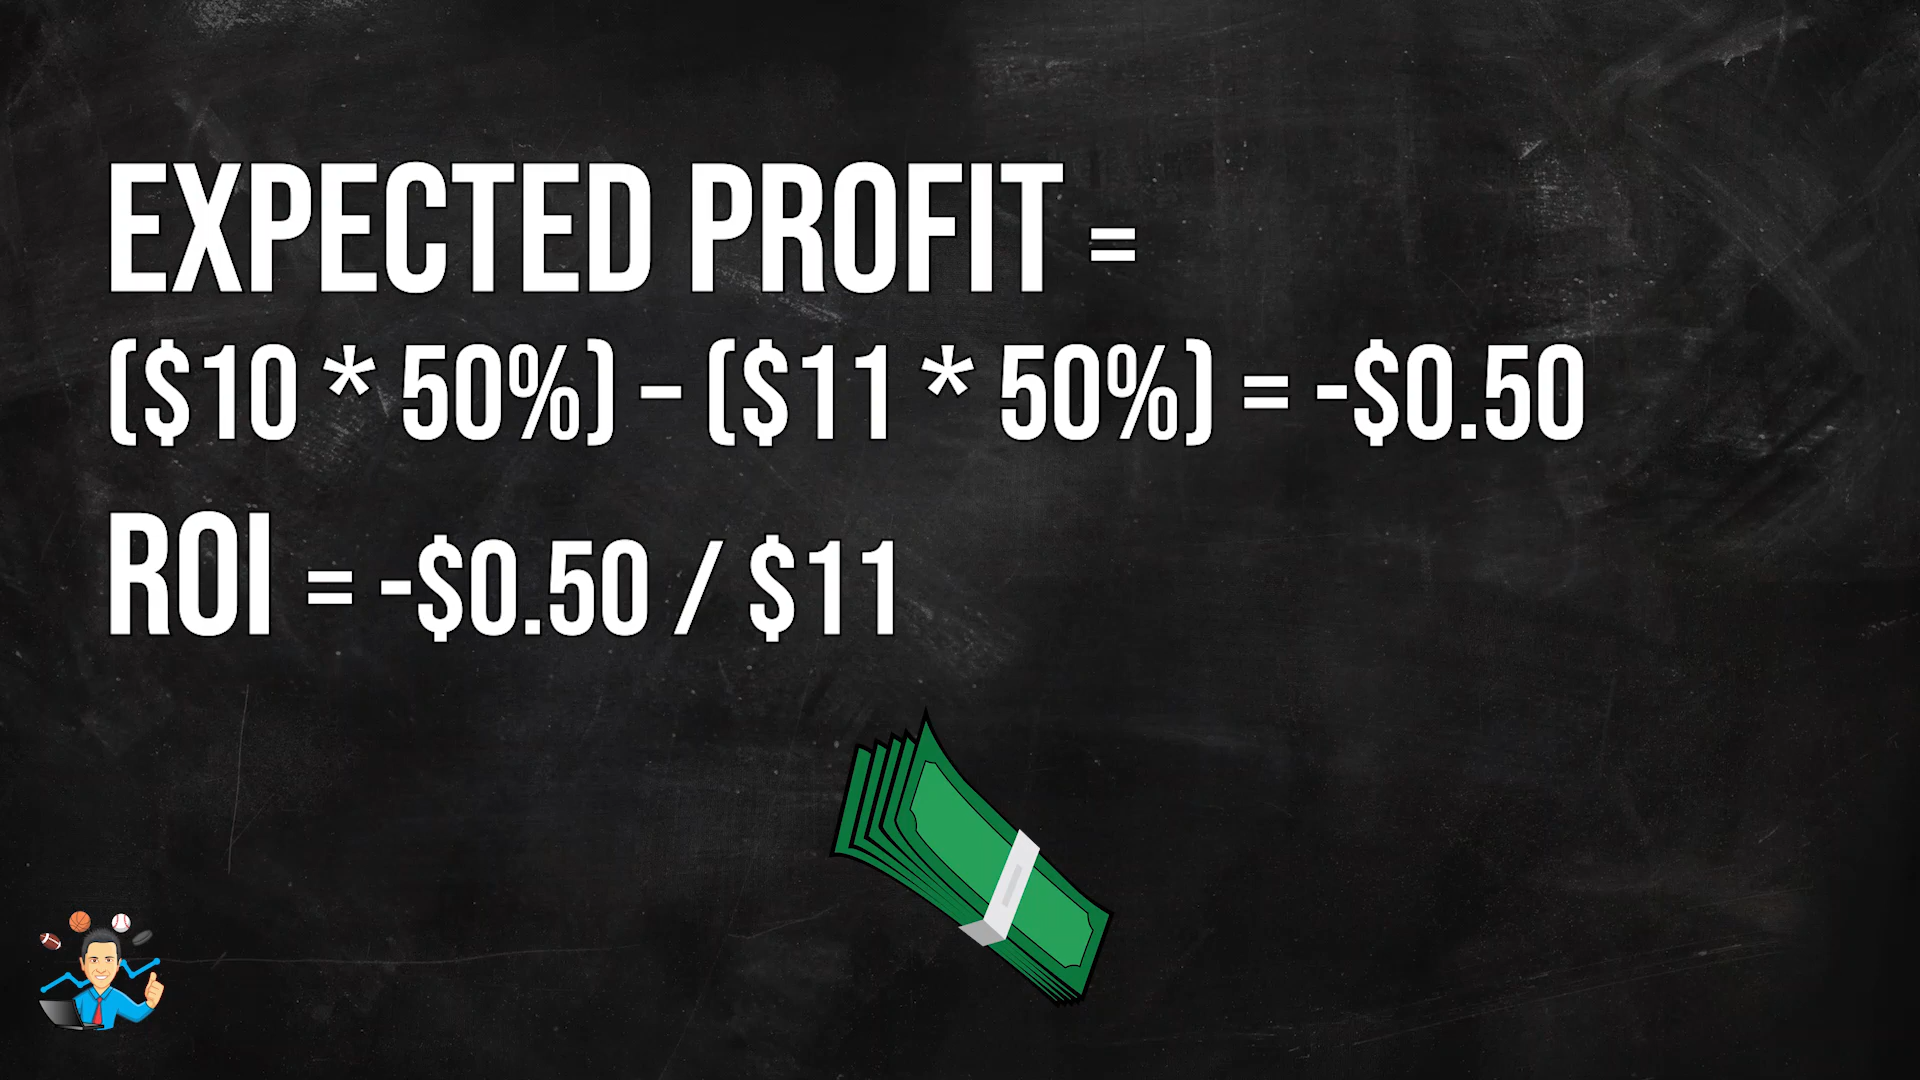 EXPECTED PROFIT =
($10 * 50%) – ($11 * 50%) = -$0.50
ROI = -$0.50 / $11